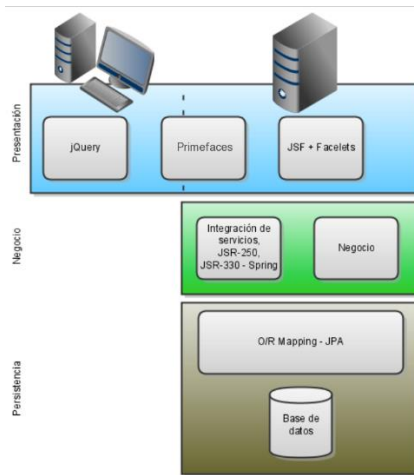 Presentación
jQuery
Primefaces
JSF + Facelets
Negocio
Integración de
servicios,
JSR-250,
JSR-330 - Spring
Negocio
Persistencia
O/R Mapping - JPA
Base de
datos